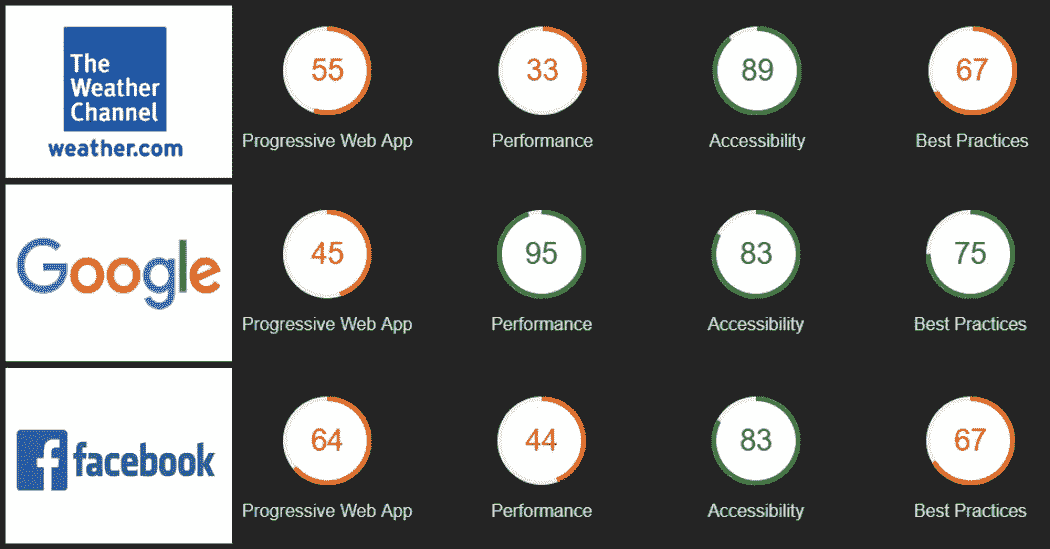 The
Weather
Channel
weather.com
55 33 89 67
Progressive Web App Performance Accessibility Best Practices
Google
45 95 83 75
Progressive Web App Performance Accessibility Best Practices
f facebook
64 44 83 67
Progressive Web App Performance Accessibility Best Practices